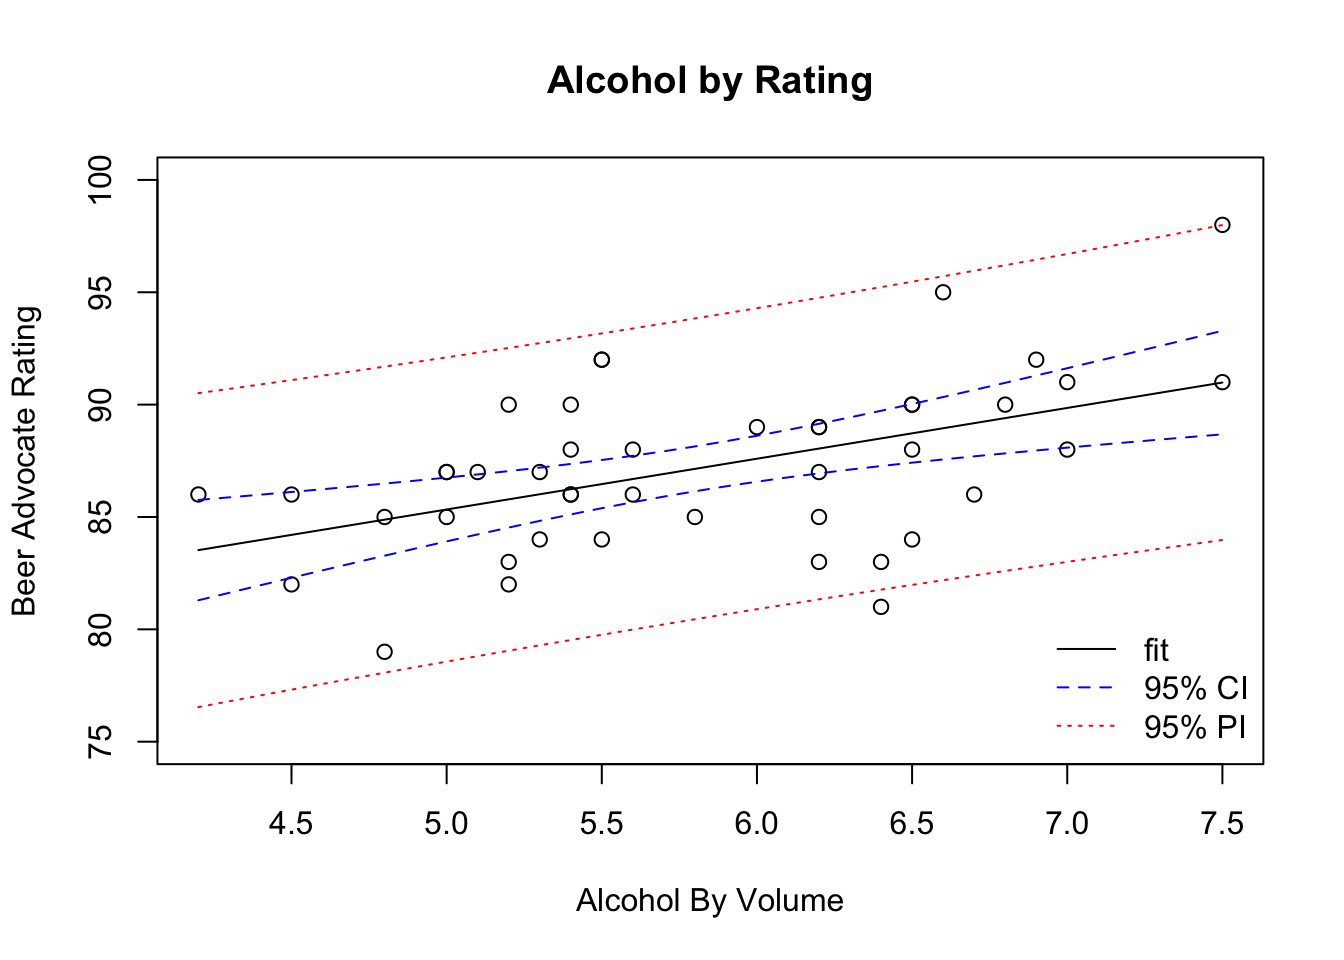 Alcohol by Rating
Beer Advocate Rating
100
95
90
85
80
75
fit
95% CI
95% PI
4.5 5.0 5.5 6.0 6.5 7.0 7.5
Alcohol By Volume